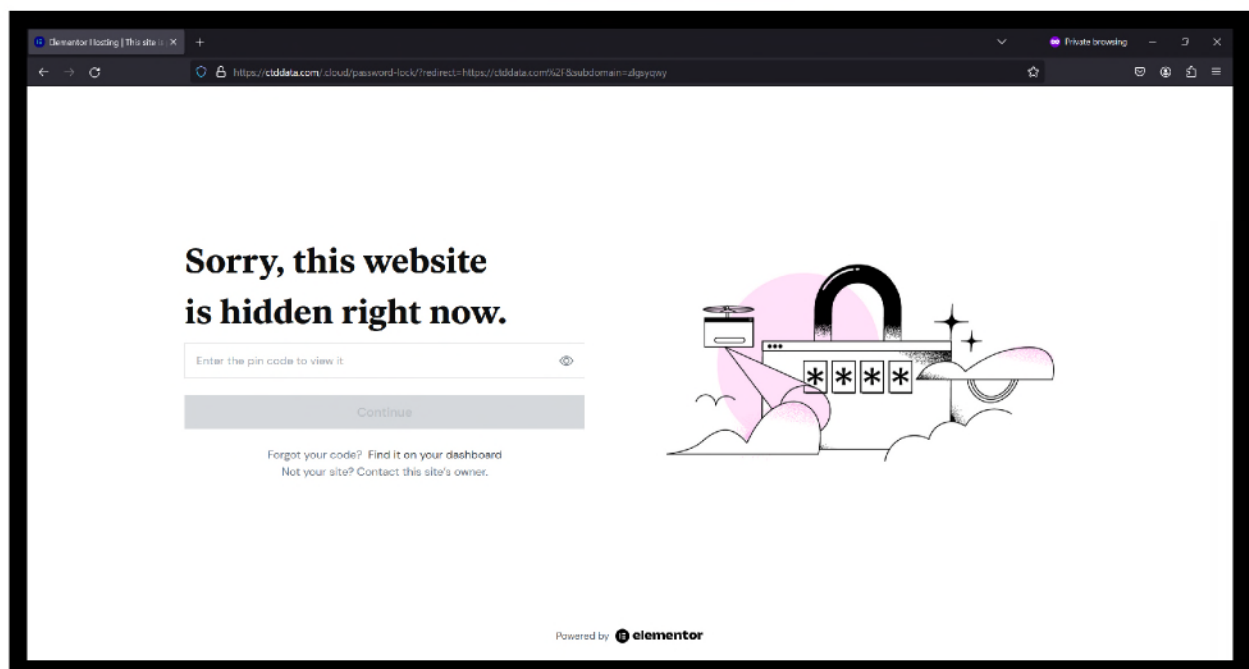 Elementor Hosting | This site is
Private browsing
https://ctddata.com/.cloud/password-lock/?redirect=https://ctddata.com%2F&subdomain=zlgsyqwy
Sorry, this website
is hidden right now.
Enter the pin code to view it
Continue
Forgot your code? Find it on your dashboard
Not your site? Contact this site's owner.
****
Powered by elementor